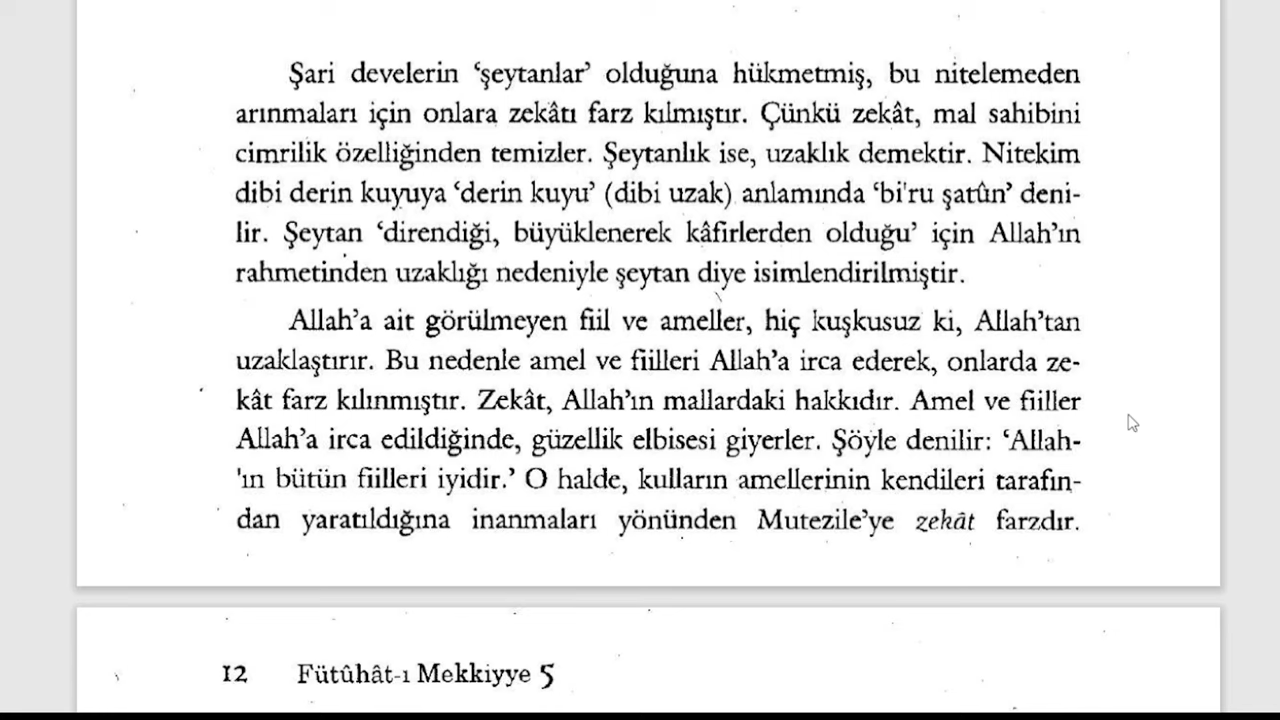 Şari develerin ‘şeytanlar’ olduğuna hükmetmiş, bu nitelemeden
arınmaları için onlara zekâtı farz kılmıştır. Çünkü zekât, mal sahibini
cimrilik özelliğinden temizler. Şeytanlık ise, uzaklık demektir. Nitekim
dibi derin kuyuya ‘derin kuyu’ (dibi uzak) anlamında ‘bi'ru şatûn’ deni-
lir. Şeytan ‘direndiği, büyüklenerek kâfirlerden olduğu’ için Allah’ın
rahmetinden uzaklığı nedeniyle şeytan diye isimlendirilmiştir.
Allah’a ait görülmeyen fiil ve ameller, hiç kuşkusuz ki, Allah’tan
uzaklaştırır. Bu nedenle amel ve fiilleri Allah’a irca ederek, onlarda ze-
kât farz kılınmıştır. Zekât, Allah’ın mallardaki hakkıdır. Amel ve fiiller
Allah’a irca edildiğinde, güzellik elbisesi giyerler. Şöyle denilir: ‘Allah-
'ın bütün fiilleri iyidir.’ O halde, kulların amellerinin kendileri tarafın-
dan yaratıldığına inanmaları yönünden Mutezile’ye zekât farzdır.
12 Fütûhât-ı Mekkiyye 5